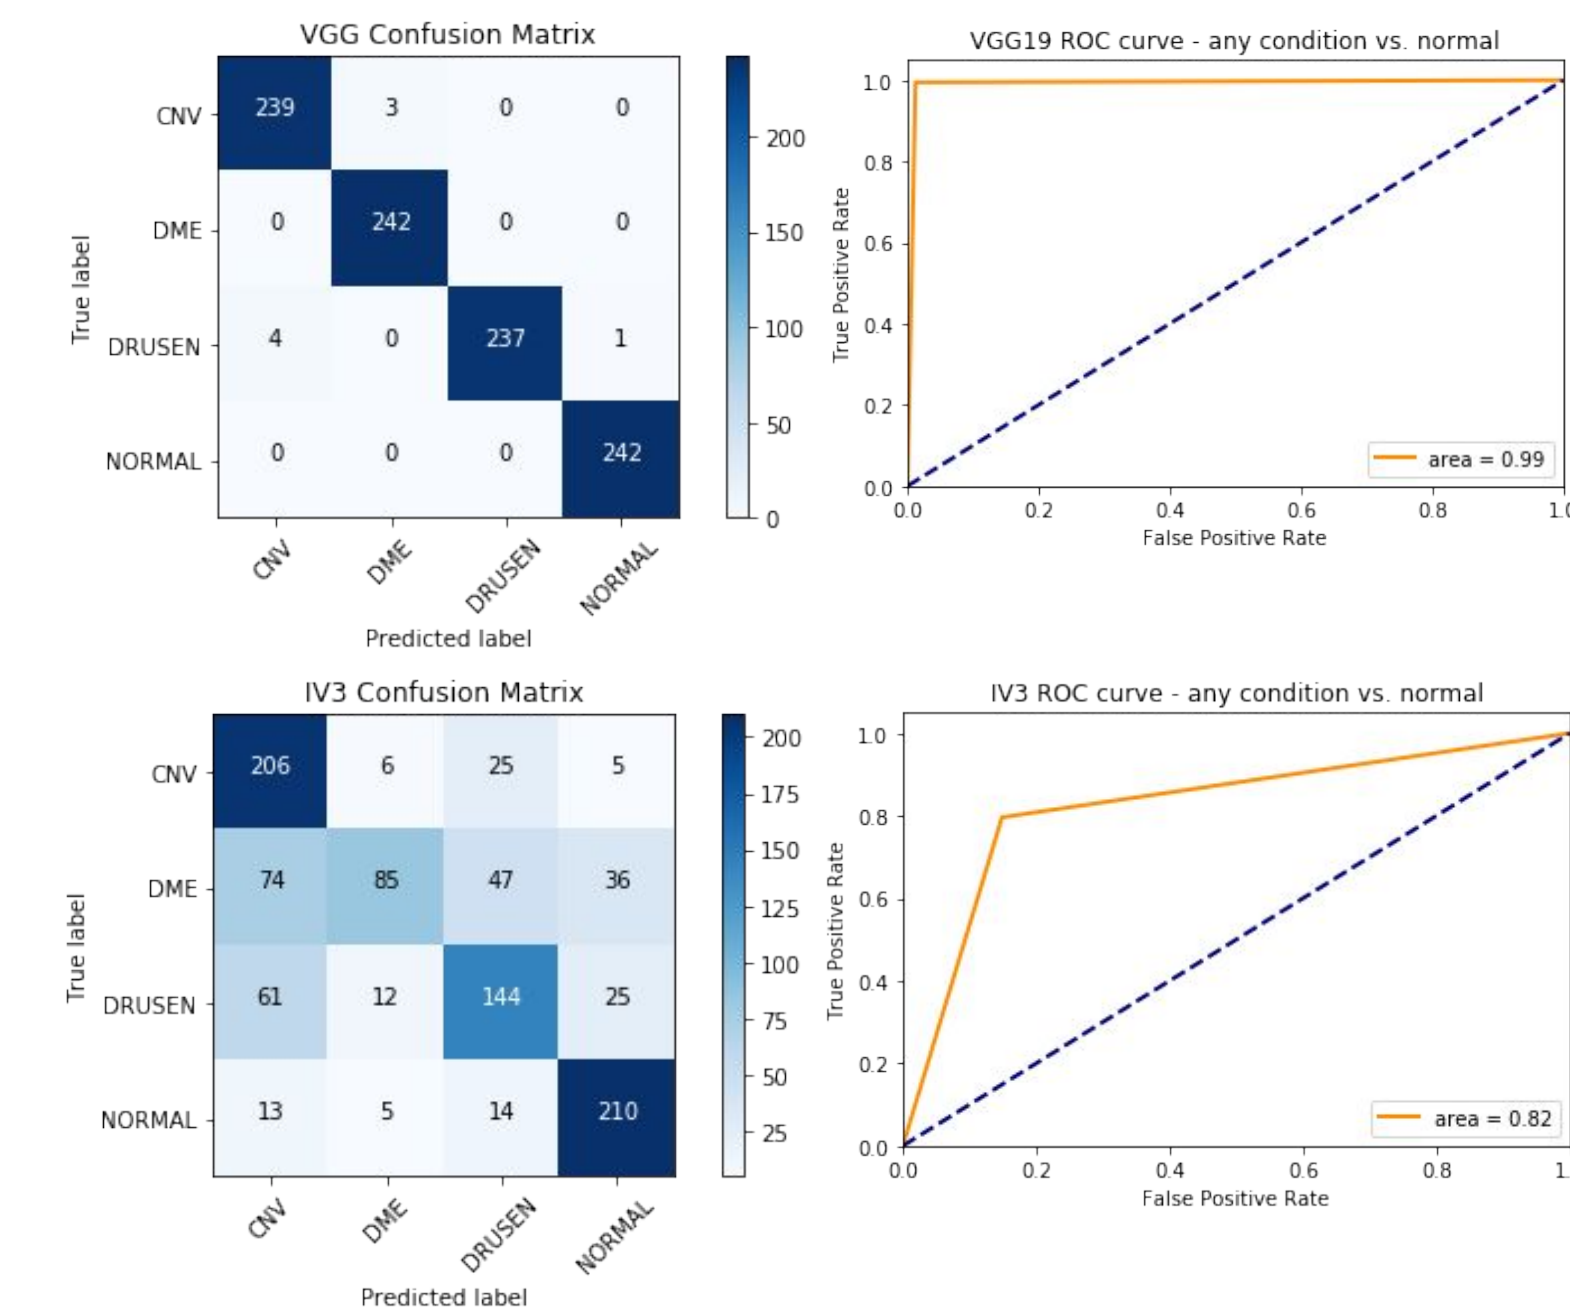 VGG Confusion Matrix
CNV
DME
DRUSEN
NORMAL
True label
239 3 0 0
0 242 0 0
4 0 237 1
0 0 0 242
CNV DME DRUSEN NORMAL
Predicted label
200
150
100
50
0
VGG19 ROC curve - any condition vs. normal
True Positive Rate
1.0
0.8
0.6
0.4
0.2
0.0
area = 0.99
0.0 0.2 0.4 0.6 0.8 1.0
False Positive Rate
IV3 Confusion Matrix
CNV
DME
DRUSEN
NORMAL
True label
206 6 25 5
74 85 47 36
61 12 144 25
13 5 14 210
CNV DME DRUSEN NORMAL
Predicted label
200
175
150
125
100
75
50
25
IV3 ROC curve - any condition vs. normal
True Positive Rate
1.0
0.8
0.6
0.4
0.2
0.0
area = 0.82
0.0 0.2 0.4 0.6 0.8 1.
False Positive Rate